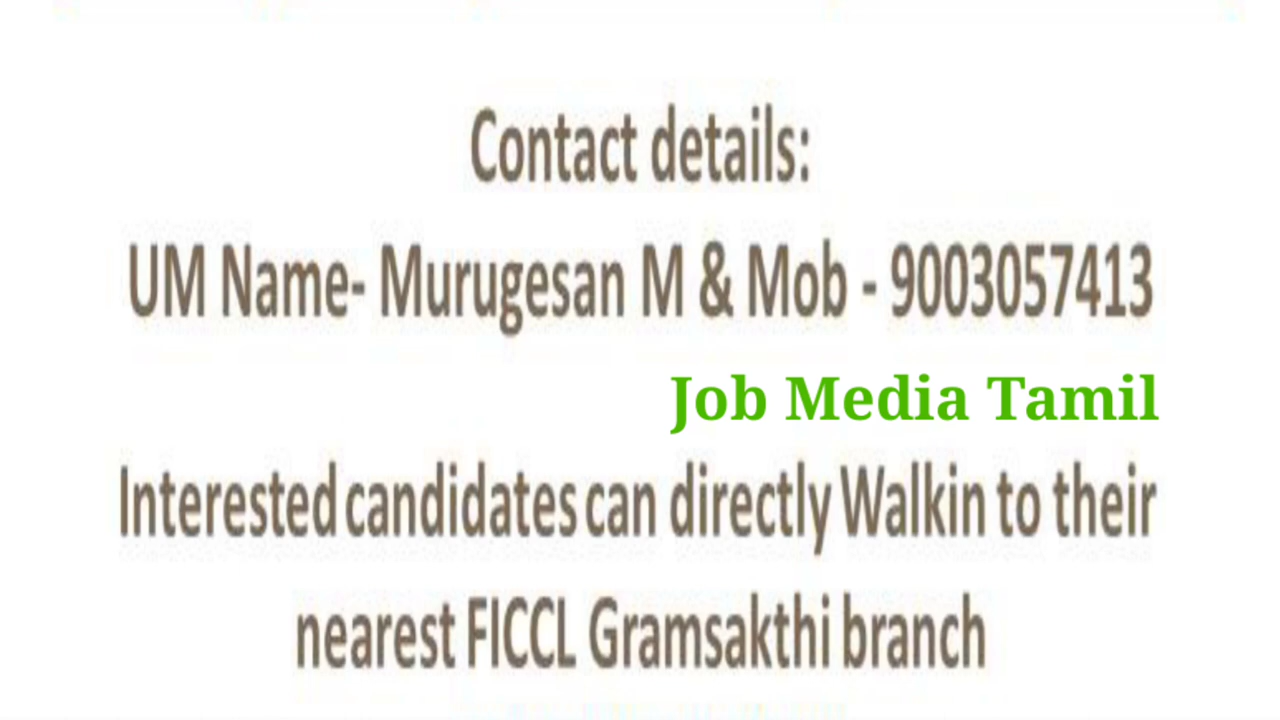 Contact details:
UM Name- Murugesan M & Mob - 9003057413
Job Media Tamil
Interested candidates can directly Walkin to their
nearest FICCL Gramsakthi branch